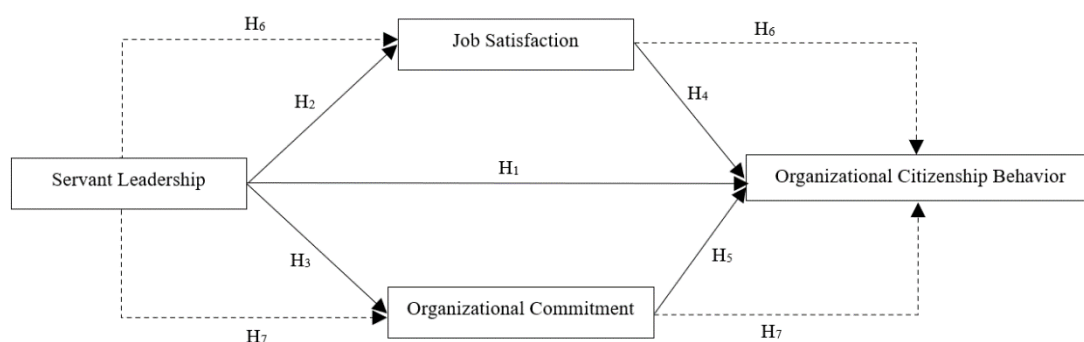 H₆
Job Satisfaction
H₆
H₂
H₄
Servant Leadership
H₁
Organizational Citizenship Behavior
H₃
H₅
Organizational Commitment
H₇
H₇